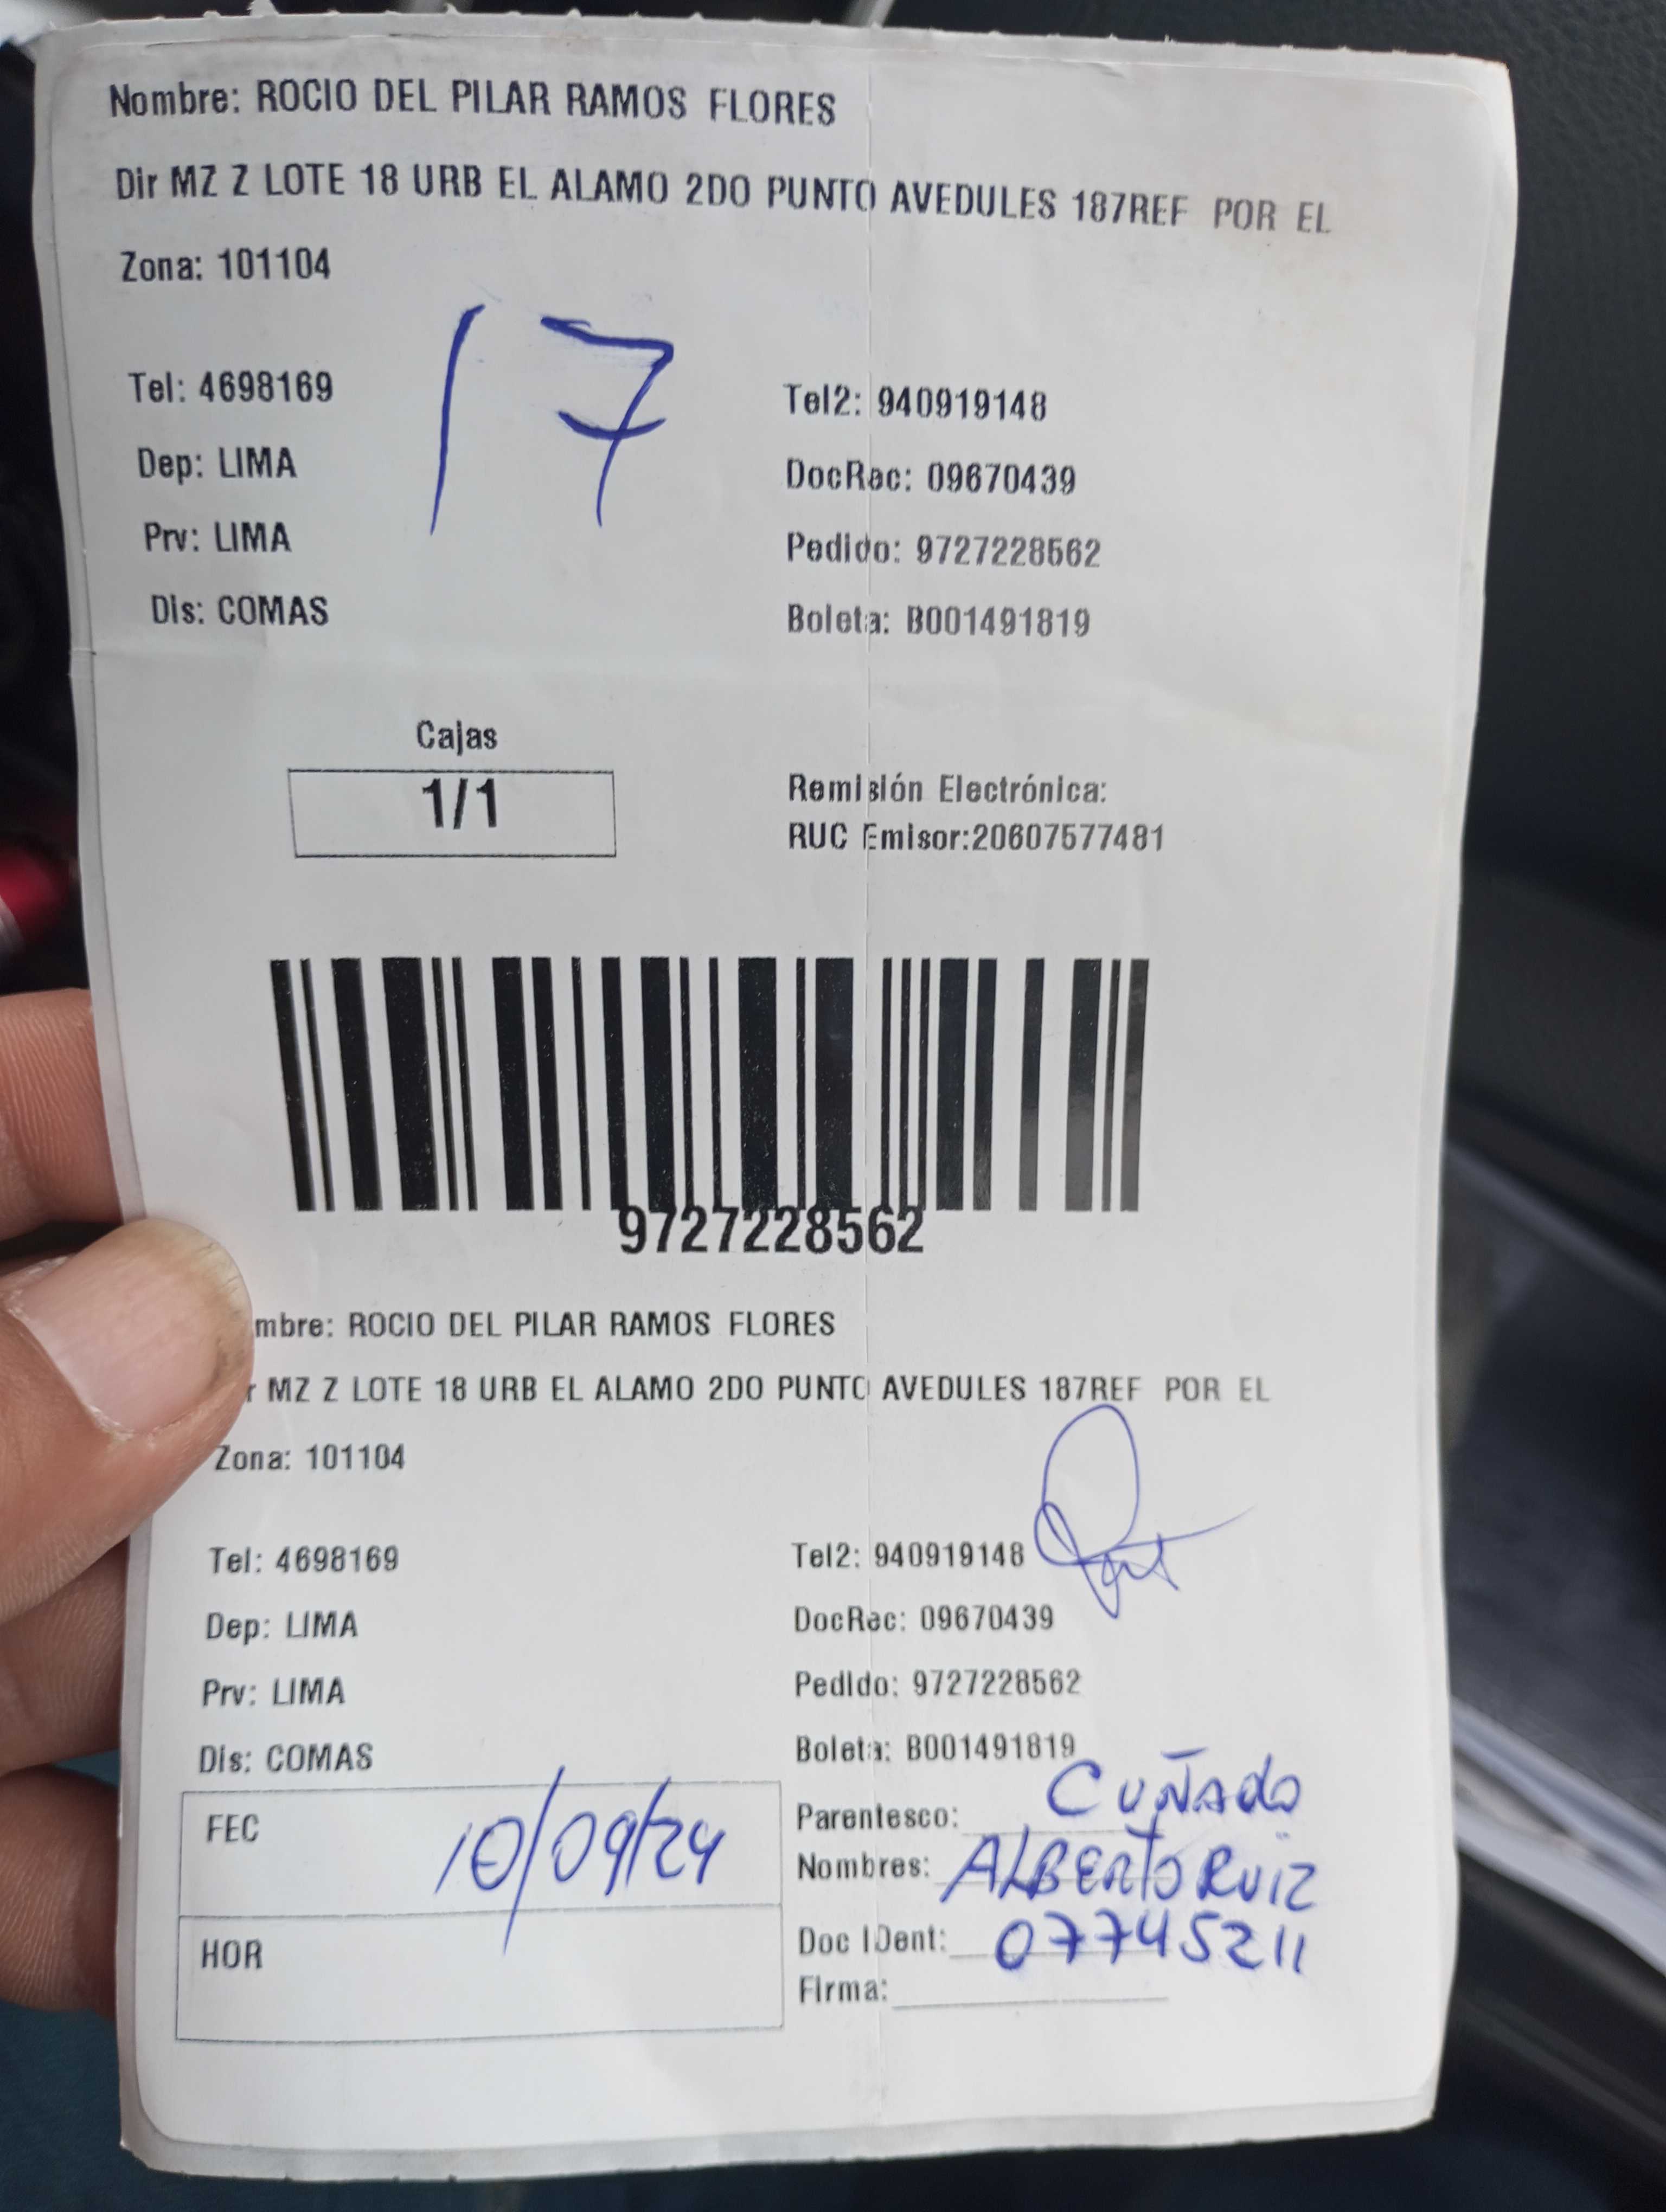 Nombre: ROCIO DEL PILAR RAMOS FLORES
Dir MZ Z LOTE 18 URB EL ALAMO 2DO PUNTO AVEDULES 187REF POR EL
Zona: 101104
17
Tel: 4698169
Tel2: 940919148
Dep: LIMA
DocRec: 09670439
Prv: LIMA
Pedido: 9727228562
Dis: COMAS
Boleta: B001491819
Cajas
1/1
Remisión Electrónica:
RUC Emisor:20607577481
9727228562
mbre: ROCIO DEL PILAR RAMOS FLORES
r MZ Z LOTE 18 URB EL ALAMO 2DO PUNTO AVEDULES 187REF POR EL
Zona: 101104
Tel: 4698169
Tel2: 940919148
Dep: LIMA
DocRec: 09670439
Prv: LIMA
Pedido: 9727228562
Dis: COMAS
Boleta: B001491819
FEC 10/09/24
HOR
Parentesco: CUÑADO
Nombres: ALBERTO RUIZ
Doc IDent: 07745211
Firma: